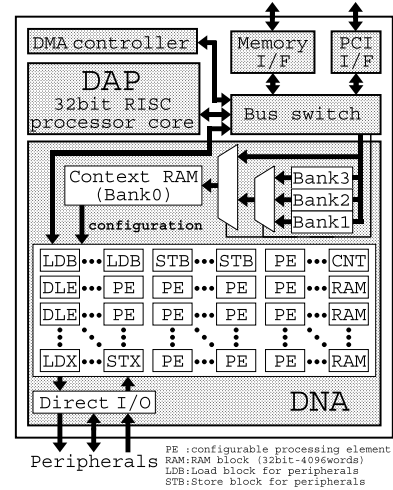 DMA controller
Memory I/F
PCI I/F
DAP
32bit RISC
processor core
Bus switch
Context RAM
(Bank0)
Bank3
Bank2
Bank1
configuration
LDB LDB STB STB PE CNT
DLE PE PE PE PE RAM
DLE PE PE PE PE RAM
LDX STX PE PE PE RAM
Direct I/O
DNA
Peripherals
PE :configurable processing element
RAM:RAM block (32bit-4096words)
LDB:Load block for peripherals
STB:Store block for peripherals